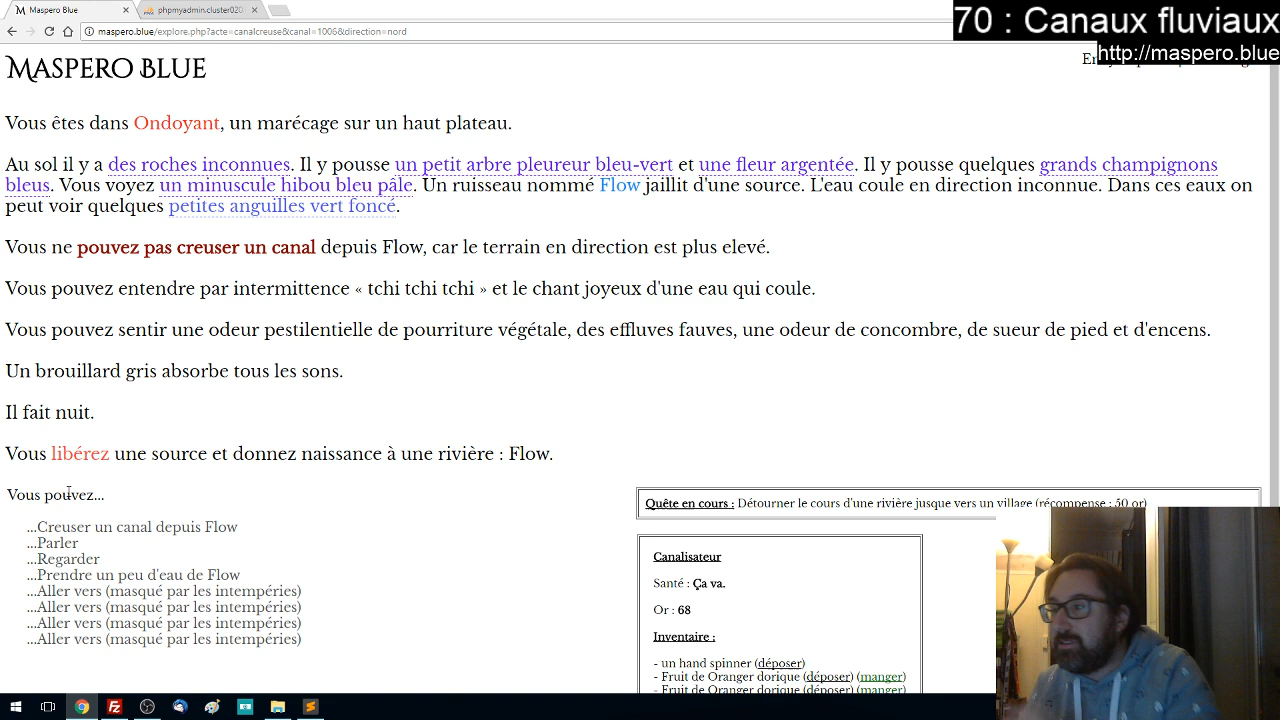 Maspero Blue
phpmyadmin.cluster020
maspero.blue/explore.php?acte=canalcreuse&canal=1006&direction=nord
70 : Canaux fluviaux
http://maspero.blue
Maspero Blue
Vous êtes dans Ondoyant, un marécage sur un haut plateau.
Au sol il y a des roches inconnues. Il y pousse un petit arbre pleureur bleu-vert et une fleur argentée. Il y pousse quelques grands champignons
bleus. Vous voyez un minuscule hibou bleu pâle. Un ruisseau nommé Flow jaillit d'une source. L'eau coule en direction inconnue. Dans ces eaux on
peut voir quelques petites anguilles vert foncé.
Vous ne pouvez pas creuser un canal depuis Flow, car le terrain en direction est plus elevé.
Vous pouvez entendre par intermittence « tchi tchi tchi » et le chant joyeux d'une eau qui coule.
Vous pouvez sentir une odeur pestilentielle de pourriture végétale, des effluves fauves, une odeur de concombre, de sueur de pied et d'encens.
Un brouillard gris absorbe tous les sons.
Il fait nuit.
Vous libérez une source et donnez naissance à une rivière : Flow.
Vous pouvez...
...Creuser un canal depuis Flow
...Parler
...Regarder
...Prendre un peu d'eau de Flow
...Aller vers (masqué par les intempéries)
...Aller vers (masqué par les intempéries)
...Aller vers (masqué par les intempéries)
...Aller vers (masqué par les intempéries)
Quête en cours : Détourner le cours d'une rivière jusque vers un village (récompense : 50 or)
Canalisateur
Santé : Ça va.
Or : 68
Inventaire :
- un hand spinner (déposer)
- Fruit de Oranger dorique (déposer) (manger)
- Fruit de Oranger dorique (déposer) (manger)